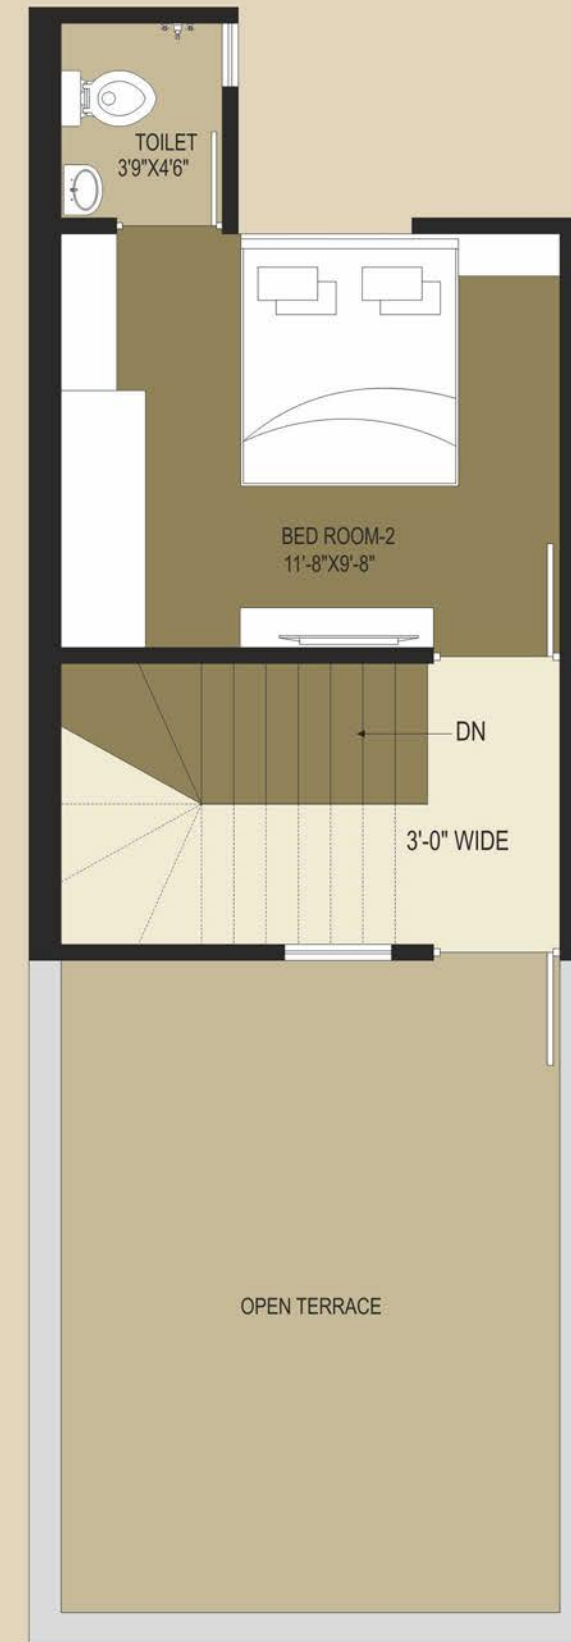 TOILET
3'9"X4'6"
BED ROOM-2
11'-8"X9'-8"
DN
3'-0" WIDE
OPEN TERRACE